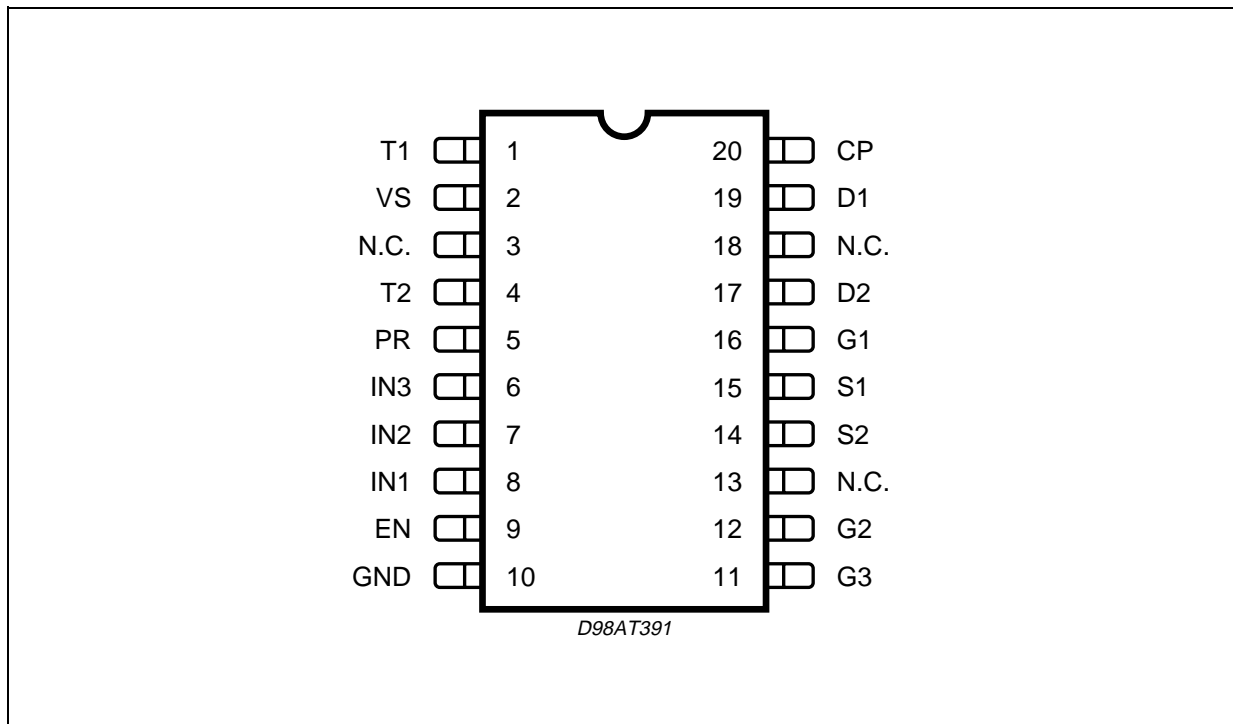 T1 1 20 CP
VS 2 19 D1
N.C. 3 18 N.C.
T2 4 17 D2
PR 5 16 G1
IN3 6 15 S1
IN2 7 14 S2
IN1 8 13 N.C.
EN 9 12 G2
GND 10 11 G3
D98AT391